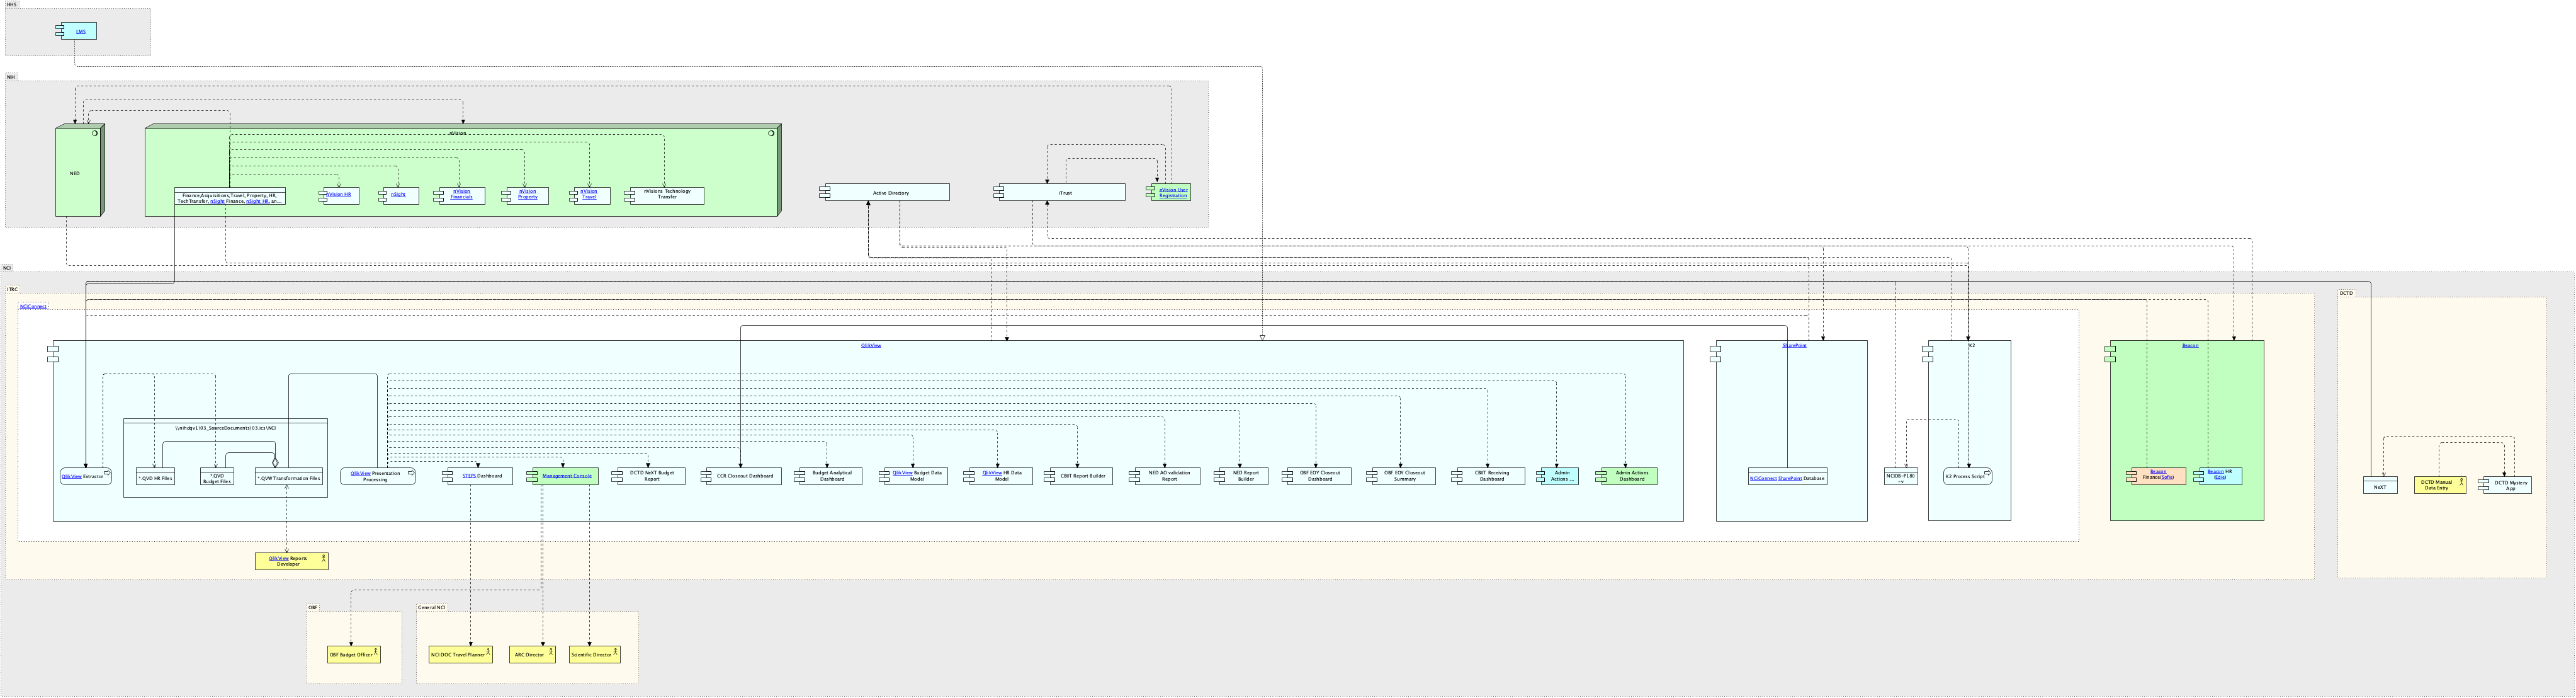 HHS
LMS
NIH
NED
nVision
Finance,Acquisitions,Travel, Property, HR,
TechTransfer, nSight Finance, nSight HR, an...
nVision HR
nSight
nVision
Financials
nVision
Property
nVision
Travel
nVisions Technology
Transfer
Active Directory
iTrust
nVision User
Registration
NCI
ITRC
NCIConnect
QlikView
\\nihdqv1\03_SourceDocuments\03.ics\NCI
QlikView Extractor
*.QVD HR Files
*.QVD
Budget Files
*.QVW Transformation Files
QlikView Presentation
Processing
STEPS Dashboard
Management Console
DCTD NeXT Budget
Report
CCR Closeout Dashboard
Budget Analytical
Dashboard
QlikView Budget Data
Model
QlikView HR Data
Model
CBIIT Report Builder
NED AO validation
Report
NED Report
Builder
OBF EOY Closeout
Dashboard
OBF EOY Closeout
Summary
CBIIT Receiving
Dashboard
Admin
Actions ...
Admin Actions
Dashboard
SharePoint
NCIConnect SharePoint Database
NCIDB-P180
K2
K2 Process Script
Beacon
Beacon
Finance(Sofie)
Beacon HR
(Edie)
DCTD
NeXT
DCTD Manual
Data Entry
DCTD Mystery
App
QlikView Reports
Developer
OBF
OBF Budget Officer
General NCI
NCI DOC Travel Planner
ARC Director
Scientific Director